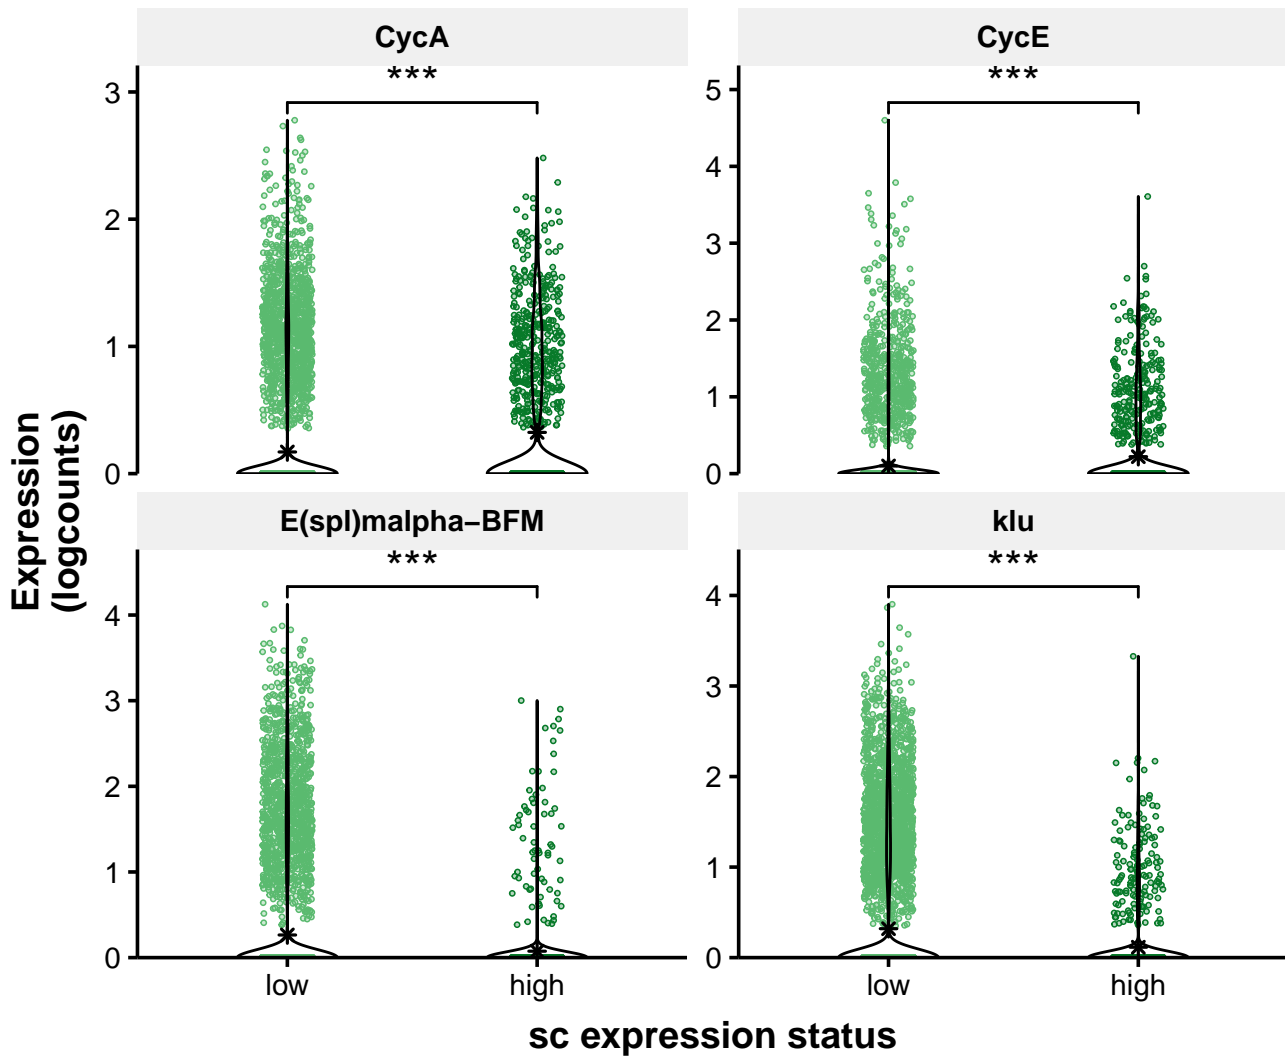 CycA
CycE
***
***
3
2
1
0
5
4
3
2
1
0
Expression
(logcounts)
E(spl)malpha−BFM
klu
***
***
4
3
2
1
0
4
3
2
1
0
low
high
low
high
sc expression status